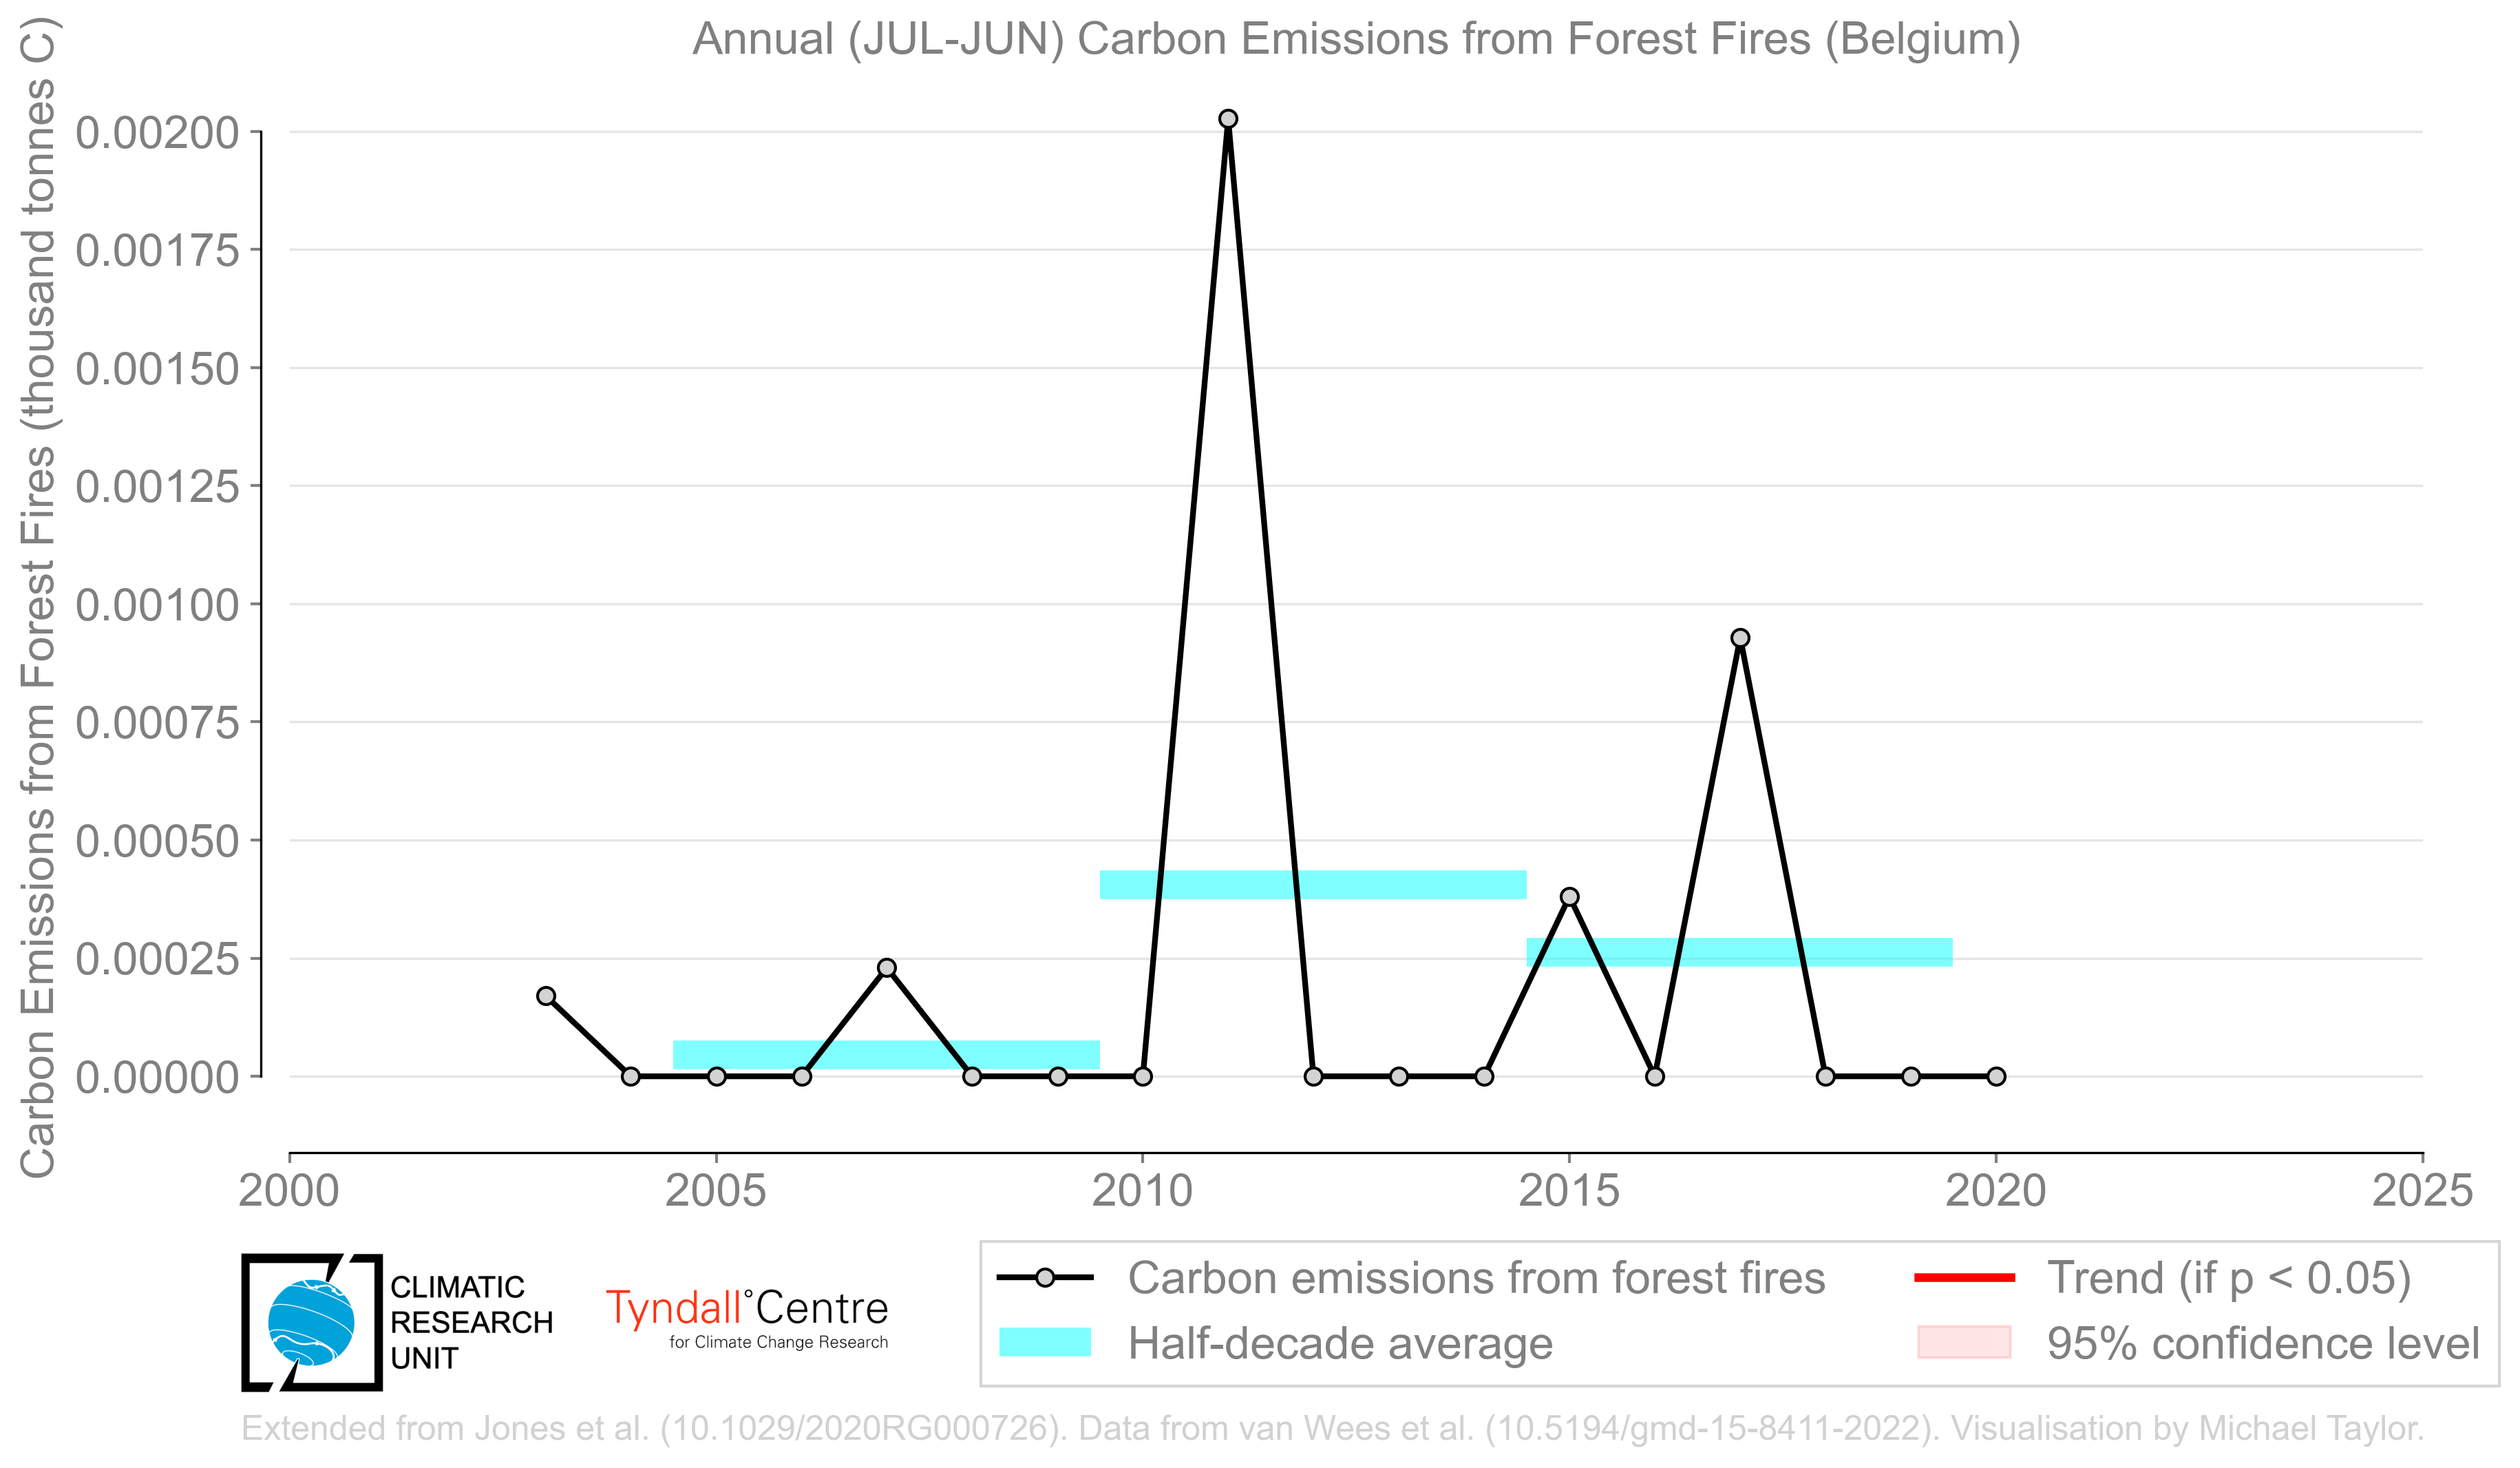 Annual (JUL-JUN) Carbon Emissions from Forest Fires (Belgium)
Carbon Emissions from Forest Fires (thousand tonnes C)
0.00200
0.00175
0.00150
0.00125
0.00100
0.00075
0.00050
0.00025
0.00000
2000 2005 2010 2015 2020 2025
Carbon emissions from forest fires
Half-decade average
Trend (if p < 0.05)
95% confidence level
CLIMATIC
RESEARCH
UNIT
Tyndall°Centre
for Climate Change Research
Extended from Jones et al. (10.1029/2020RG000726). Data from van Wees et al. (10.5194/gmd-15-8411-2022). Visualisation by Michael Taylor.